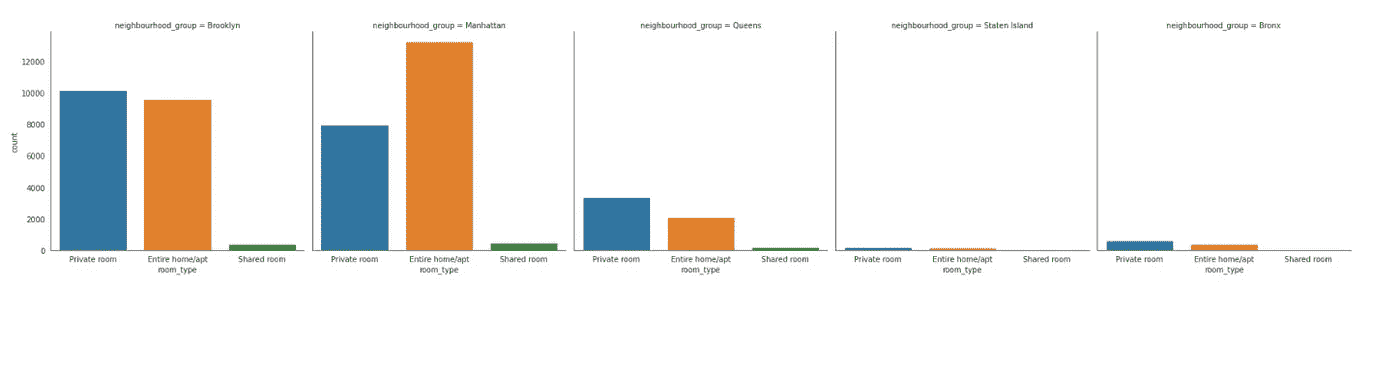 neighbourhood_group = Brooklyn
neighbourhood_group = Manhattan
neighbourhood_group = Queens
neighbourhood_group = Staten Island
neighbourhood_group = Bronx
12000
10000
8000
6000
4000
2000
0
count
Private room Entire home/apt Shared room
room_type
Private room Entire home/apt Shared room
room_type
Private room Entire home/apt Shared room
room_type
Private room Entire home/apt Shared room
room_type
Private room Entire home/apt Shared room
room_type